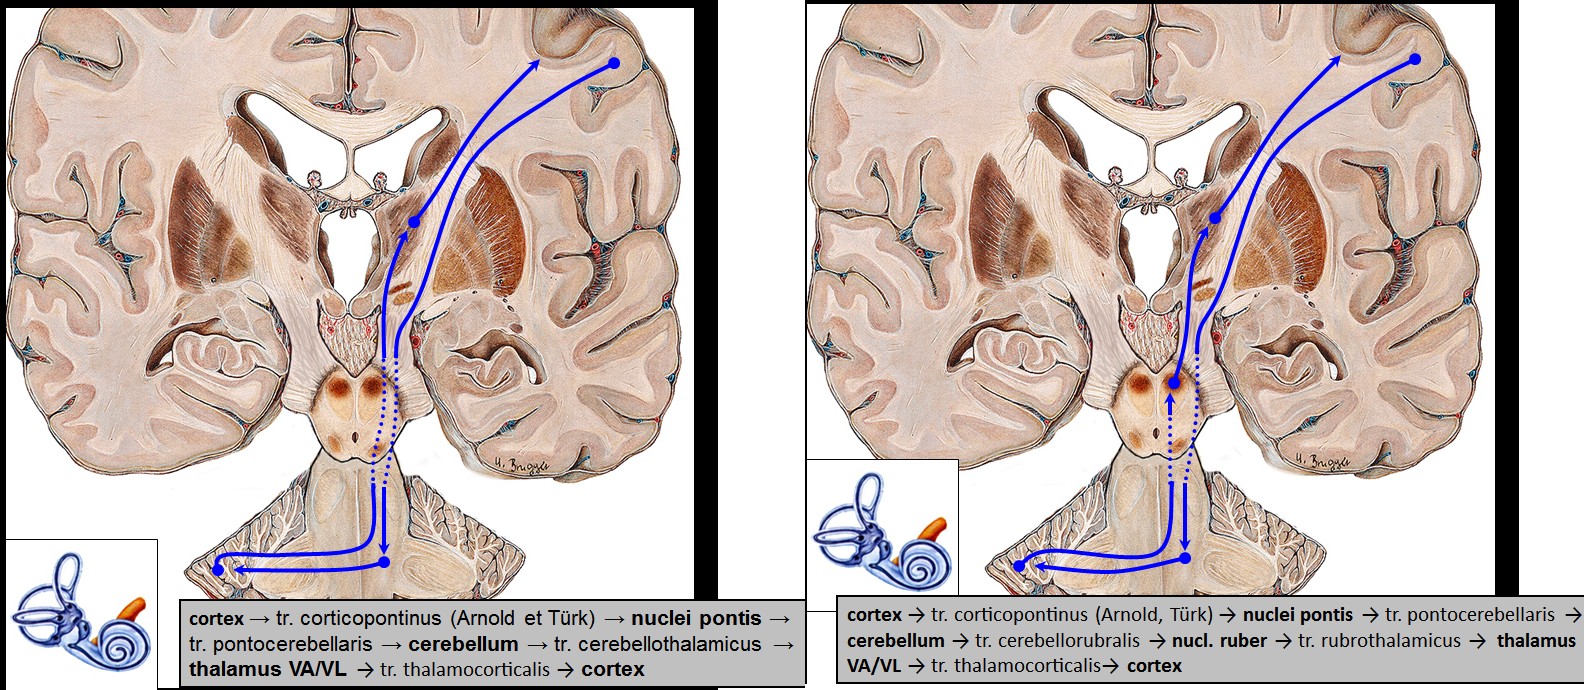 U. Brugger
cortex → tr. corticopontinus (Arnold et Türk) → nuclei pontis →
tr. pontocerebellaris → cerebellum → tr. cerebellothalamicus →
thalamus VA/VL → tr. thalamocorticalis → cortex
cortex → tr. corticopontinus (Arnold, Türk) → nuclei pontis → tr. pontocerebellaris →
cerebellum → tr. cerebellorubralis → nucl. ruber → tr. rubrothalamicus → thalamus
VA/VL → tr. thalamocorticalis→ cortex